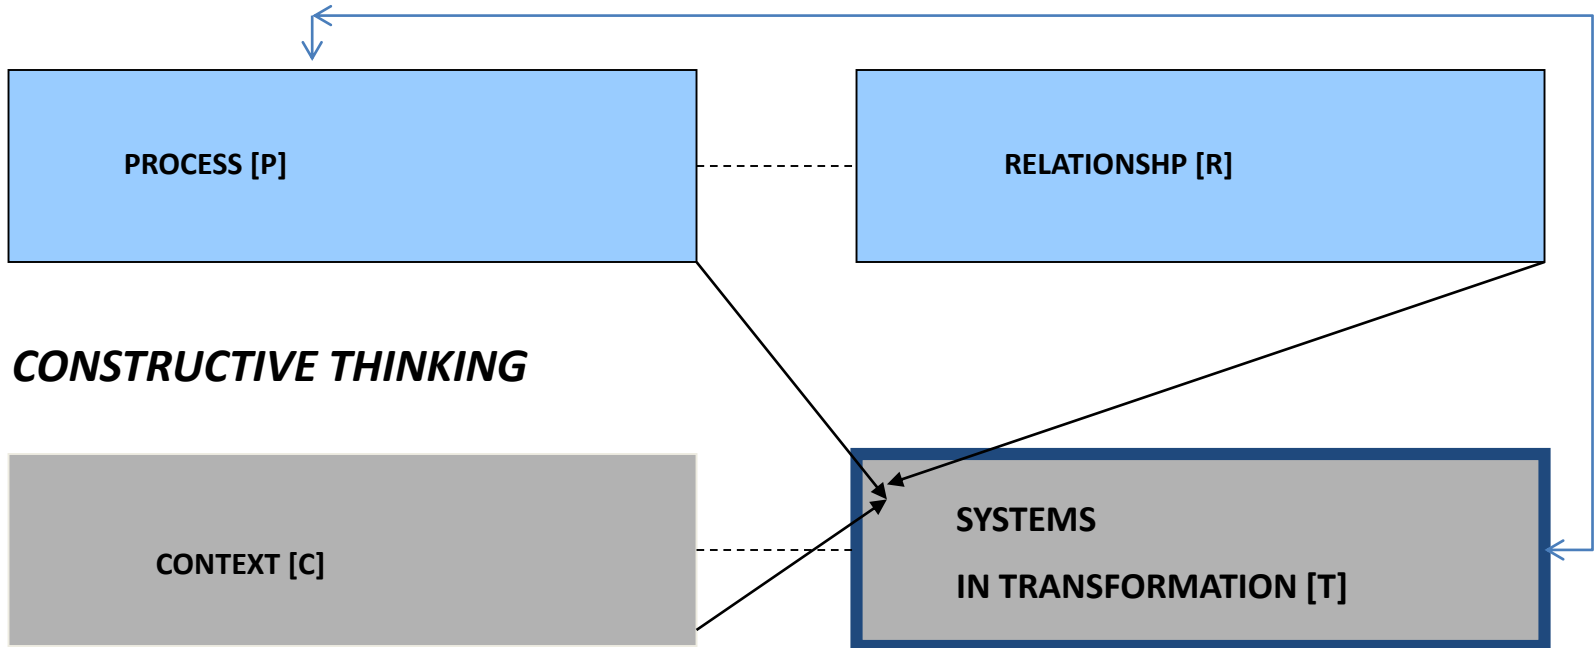 PROCESS [P]
RELATIONSHP [R]
CONSTRUCTIVE THINKING
CONTEXT [C]
SYSTEMS
IN TRANSFORMATION [T]